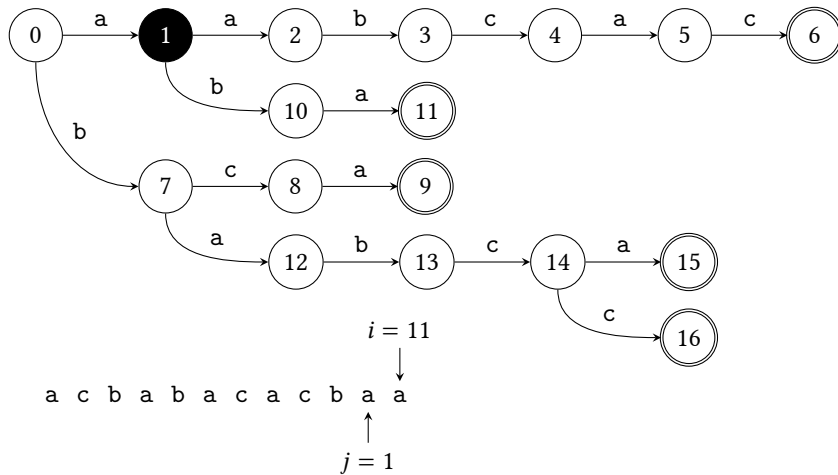 0 a 1 a 2 b 3 c 4 a 5 c 6
b 10 a 11
b
7 c 8 a 9
a 12 b 13 c 14 a 15
c 16
i = 11
a c b a b a c a c b a a
j = 1